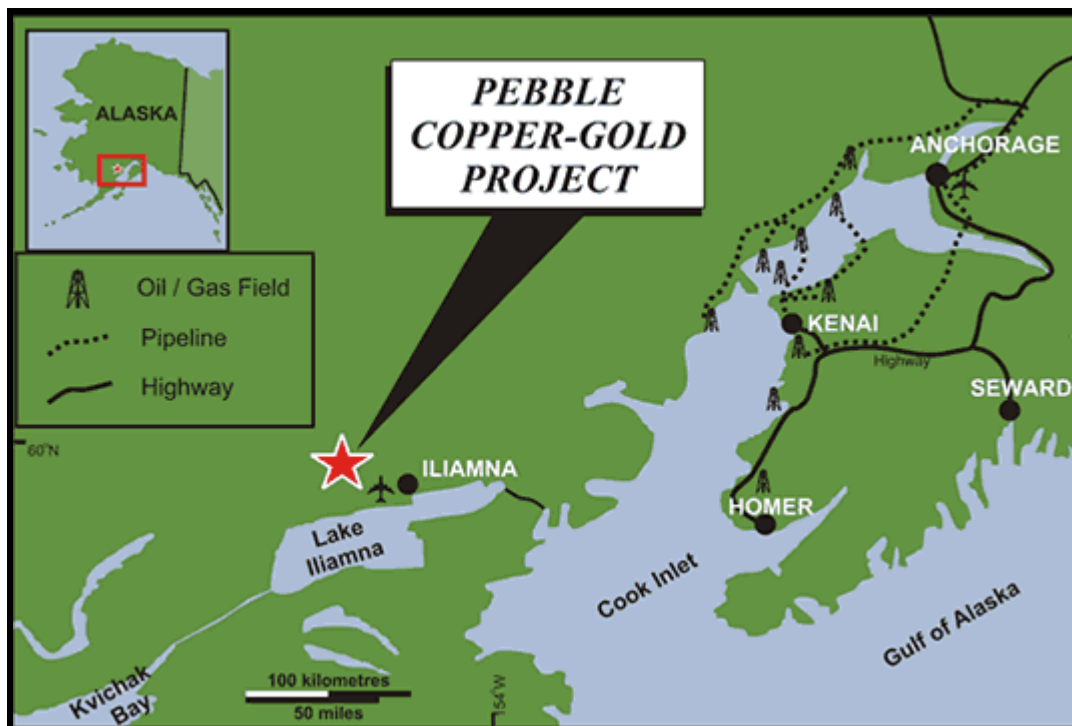 ALASKA
PEBBLE
COPPER-GOLD
PROJECT
ANCHORAGE
Oil / Gas Field
Pipeline
Highway
KENAI
Highway
SEWARD
60°N
ILIAMNA
HOMER
Lake
Iliamna
Cook Inlet
Gulf of Alaska
Kvichak
Bay
100 kilometres
50 miles
154°W